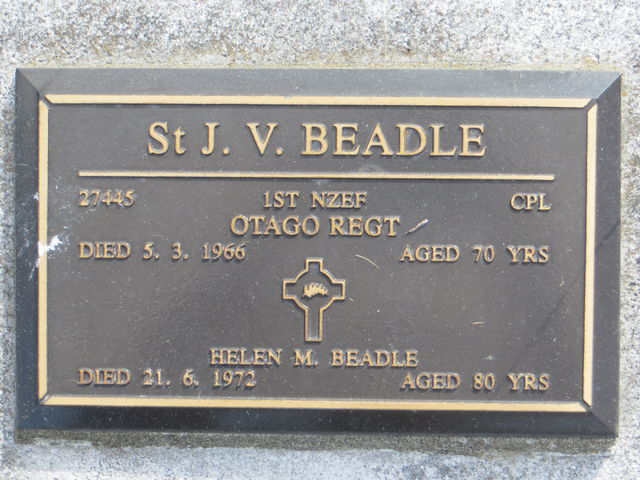 St J. V. BEADLE
27445 1ST NZEF CPL
OTAGO REGT
DIED 5. 3. 1966 AGED 70 YRS
HELEN M. BEADLE
DIED 21. 6. 1972 AGED 80 YRS